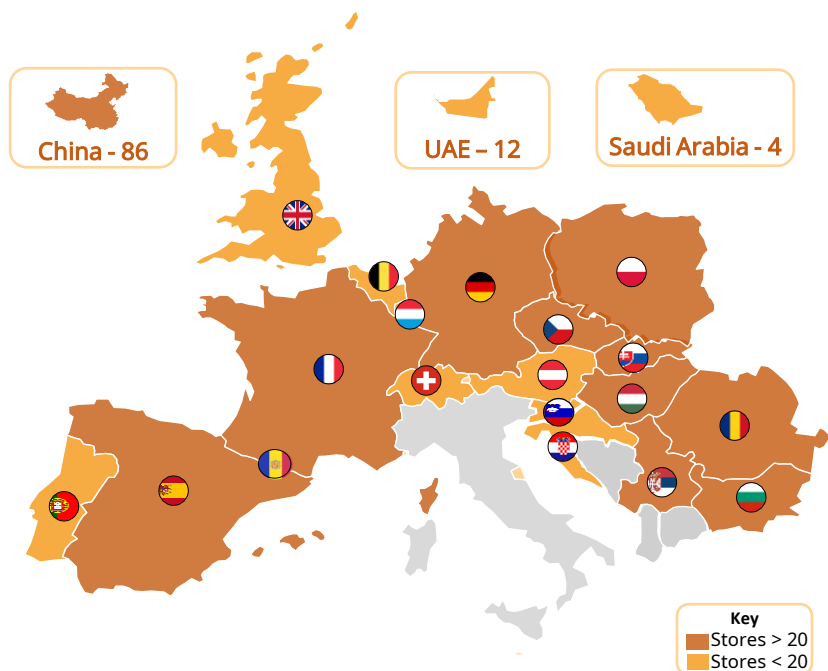 China - 86
UAE – 12
Saudi Arabia - 4
Key
Stores > 20
Stores < 20